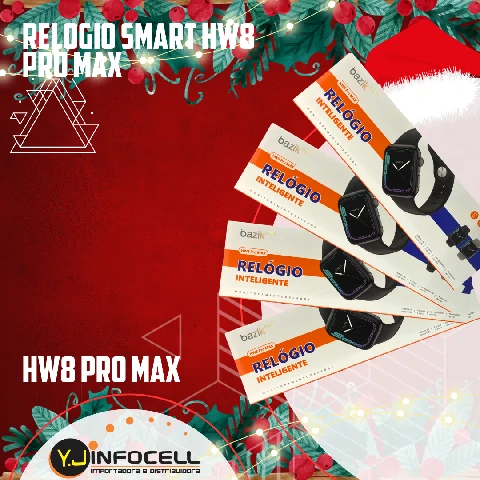 RELOGIO SMART HW8
PRO MAX
bazik
RELÓGIO
INTELIGENTE
bazik
RELÓGIO
INTELIGENTE
bazik
RELÓGIO
INTELIGENTE
bazik
RELÓGIO
INTELIGENTE
HW8 PRO MAX
Y.J INFOCELL
importadora e distribuidora